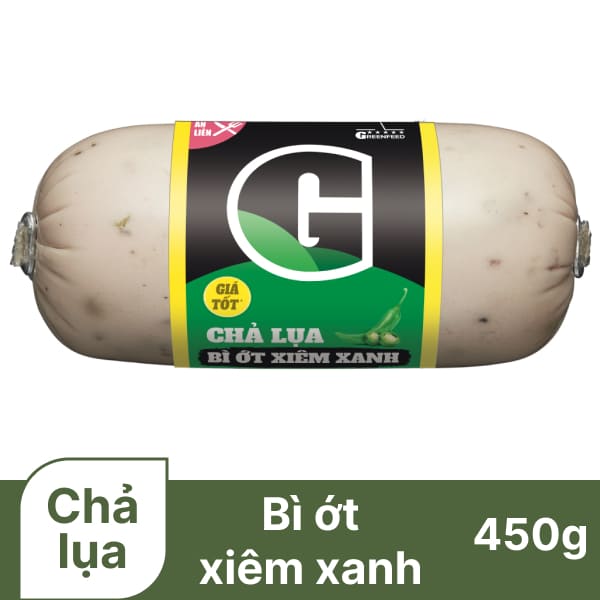 ĂN
LIỀN
GREENFEED
G
GIÁ
TỐT*
CHẢ LỤA
BÌ ỚT XIÊM XANH
Chả
lụa
Bì ớt
xiêm xanh
450g